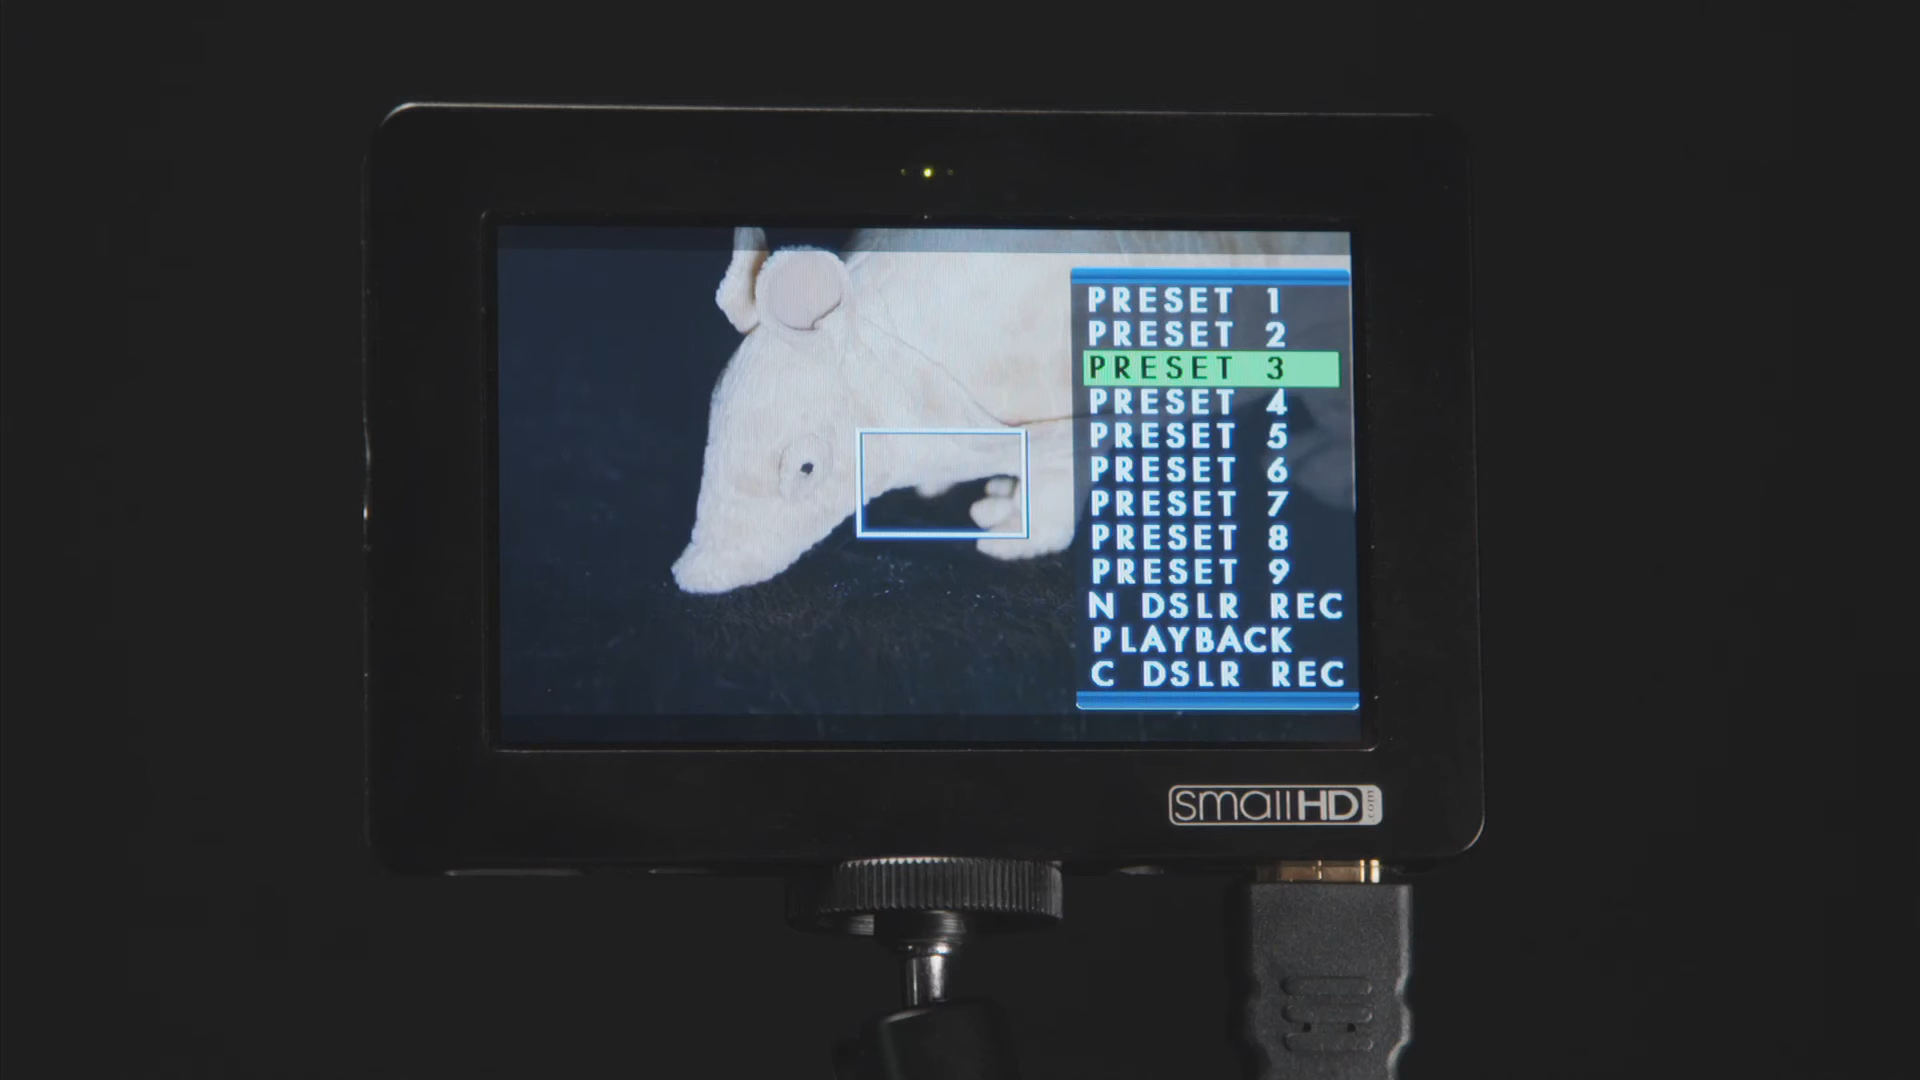 PRESET 1
PRESET 2
PRESET 3
PRESET 4
PRESET 5
PRESET 6
PRESET 7
PRESET 8
PRESET 9
N DSLR REC
PLAYBACK
C DSLR REC
smallHD.com